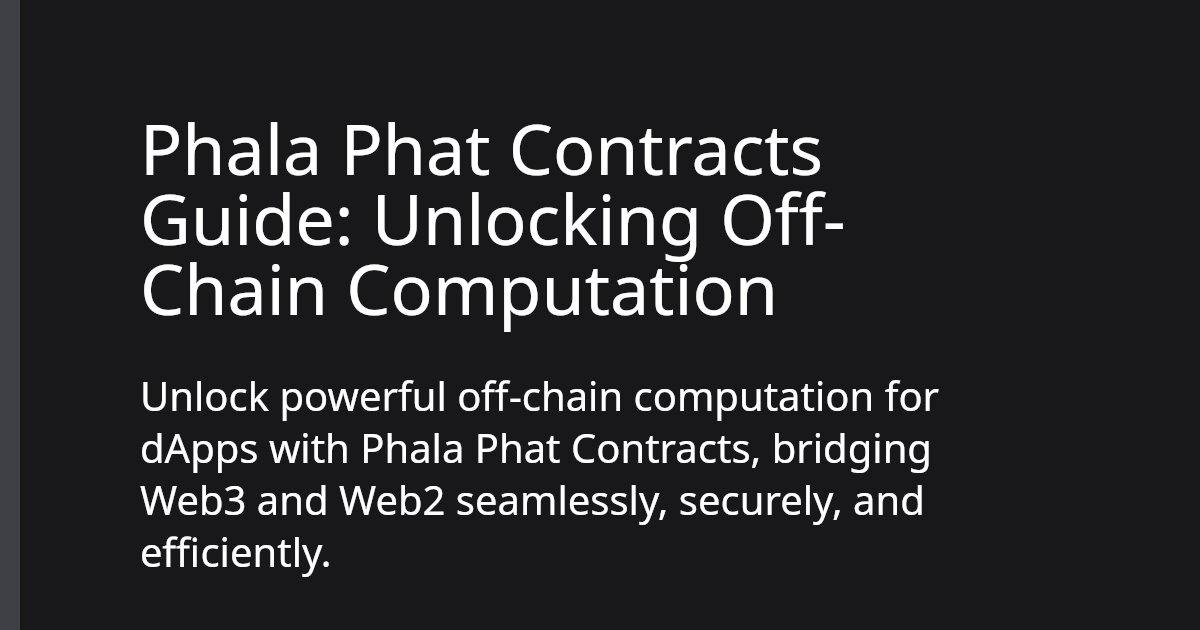 Phala Phat Contracts
Guide: Unlocking Off-
Chain Computation
Unlock powerful off-chain computation for
dApps with Phala Phat Contracts, bridging
Web3 and Web2 seamlessly, securely, and
efficiently.